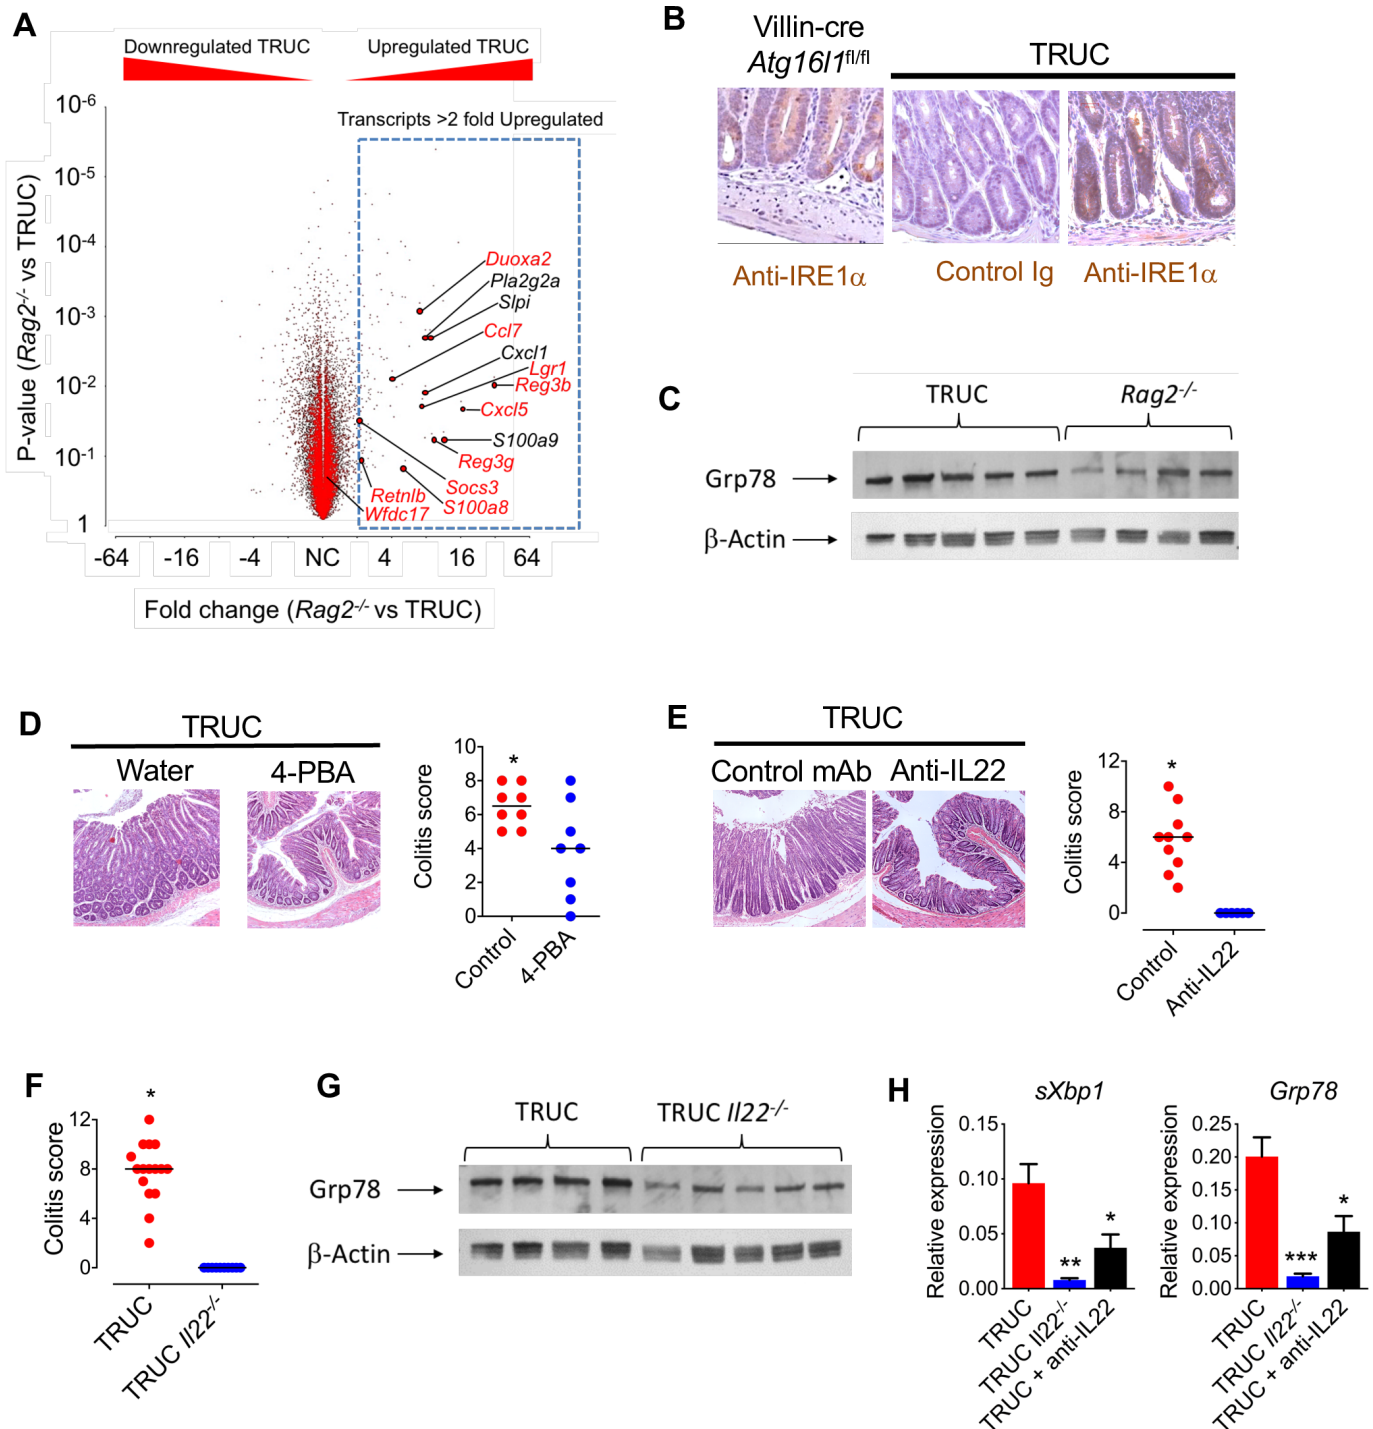 A
Downregulated TRUC
Upregulated TRUC
Transcripts >2 fold Upregulated
P-value (Rag2-/- vs TRUC)
10-6
10-5
10-4
10-3
10-2
10-1
1
Duoxa2
Pla2g2a
Slpi
Ccl7
Cxcl1
Lgr1
Reg3b
Cxcl5
S100a9
Reg3g
Socs3
Retnlb
S100a8
Wfdc17
-64
-16
-4
NC
4
16
64
Fold change (Rag2-/- vs TRUC)
B
Villin-cre
Atg16l1fl/fl
TRUC
Anti-IRE1α
Control Ig
Anti-IRE1α
C
TRUC
Rag2-/-
Grp78
β-Actin
D
TRUC
Water
4-PBA
Colitis score
10
8
6
4
2
0
*
Control
4-PBA
E
TRUC
Control mAb
Anti-IL22
Colitis score
12
8
4
0
*
Control
Anti-IL22
F
Colitis score
12
8
4
0
*
TRUC
TRUC Il22-/-
G
TRUC
TRUC Il22-/-
Grp78
β-Actin
H
sXbp1
Relative expression
0.15
0.10
0.05
0.00
**
*
TRUC
TRUC Il22-/-
TRUC + anti-IL22
Grp78
Relative expression
0.25
0.20
0.15
0.10
0.05
0.00
***
*
TRUC
TRUC Il22-/-
TRUC + anti-IL22